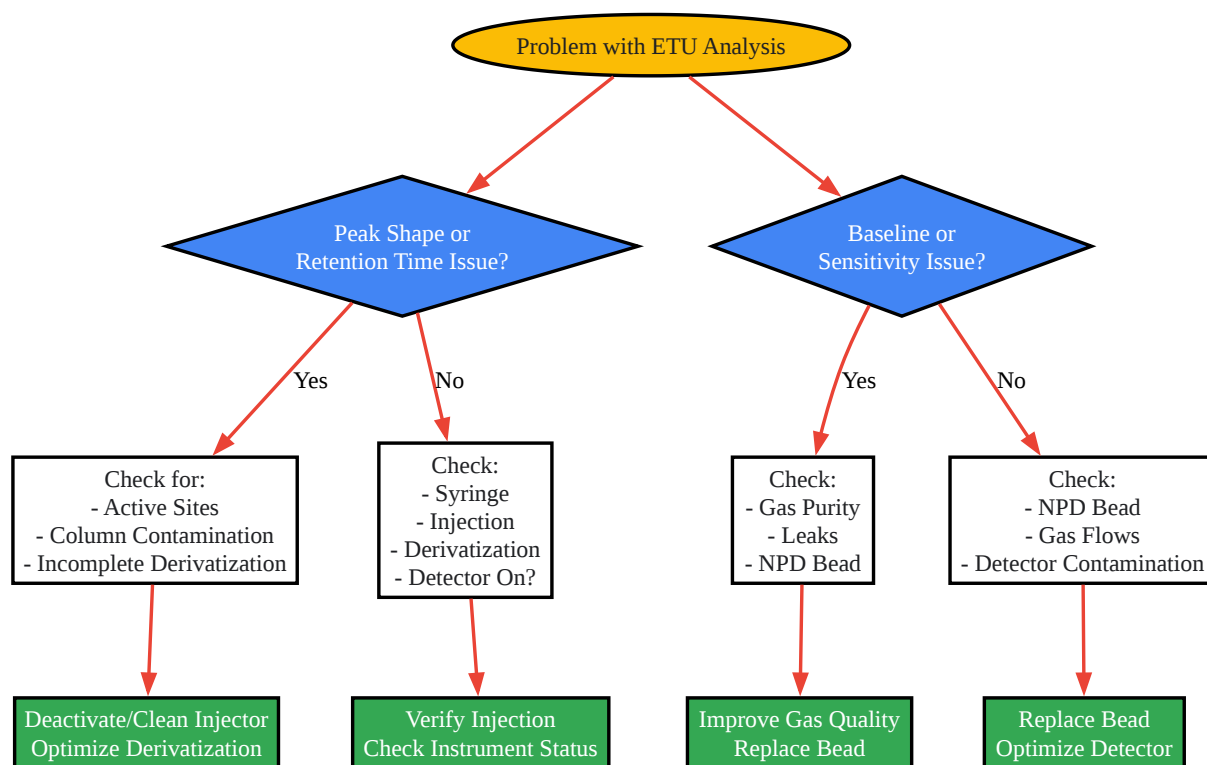 Problem with ETU Analysis
Peak Shape or
Retention Time Issue?
Baseline or
Sensitivity Issue?
Yes
No
Yes
No
Check for:
- Active Sites
- Column Contamination
- Incomplete Derivatization
Check:
- Syringe
- Injection
- Derivatization
- Detector On?
Check:
- Gas Purity
- Leaks
- NPD Bead
Check:
- NPD Bead
- Gas Flows
- Detector Contamination
Deactivate/Clean Injector
Optimize Derivatization
Verify Injection
Check Instrument Status
Improve Gas Quality
Replace Bead
Replace Bead
Optimize Detector